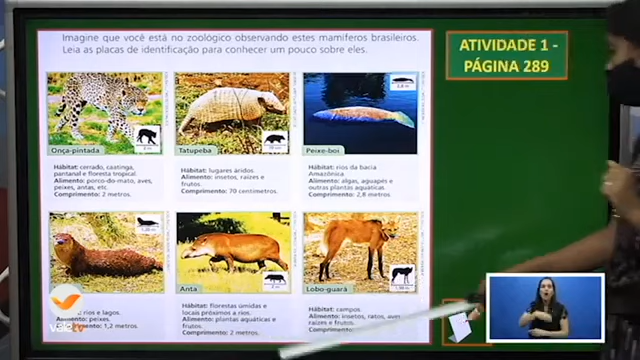 Imagine que você está no zoológico observando estes mamíferos brasileiros.
Leia as placas de identificação para conhecer um pouco sobre eles.
ATIVIDADE 1 -
PÁGINA 289
Onça-pintada
Hábitat: cerrado, caatinga,
pantanal e floresta tropical.
Alimento: porco-do-mato, aves,
peixes, antas, etc.
Comprimento: 2 metros.
Tatupeba
Hábitat: lugares áridos.
Alimento: insetos, raízes e
frutos.
Comprimento: 70 centímetros.
2,8 m
Peixe-boi
Hábitat: rios da bacia
Amazônica.
Alimento: algas, aguapés e
outras plantas aquáticas.
Comprimento: 2,8 metros.
rios e lagos.
peixes.
1,2 metros.
Anta
Hábitat: florestas úmidas e
locais próximos a rios.
Alimento: plantas aquáticas e
frutos.
Comprimento: 2 metros.
Lobo-guará
Hábitat: campos.
Alimento: insetos, ratos, aves
raízes e frutos.
Comprimento: